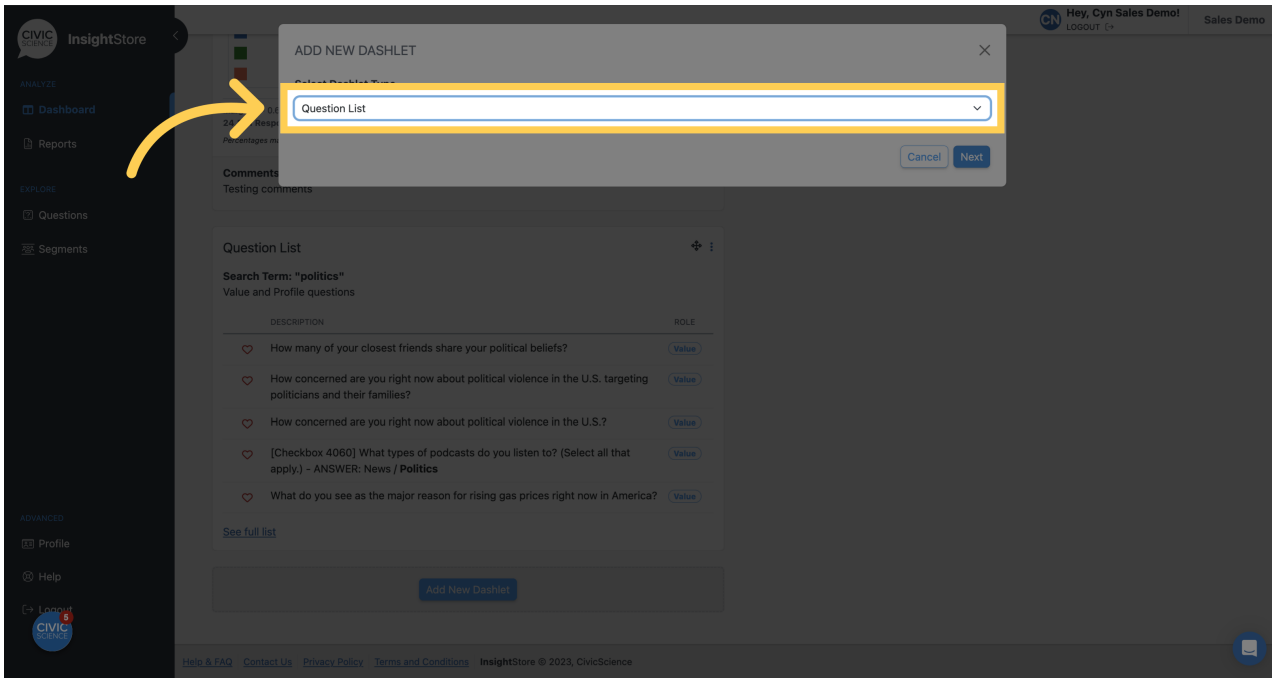 CIVIC
SCIENCE
InsightStore
ANALYZE
Dashboard
Reports
EXPLORE
Questions
Segments
ADVANCED
Profile
Help
Logout
5
CIVIC
SCIENCE
CN
Hey, Cyn Sales Demo!
LOGOUT
Sales Demo
ADD NEW DASHLET
Select Dashlet Type
Question List
Cancel
Next
Percentages
Comments
Testing comments
Question List
Search Term: "politics"
Value and Profile questions
DESCRIPTION
ROLE
How many of your closest friends share your political beliefs?
Value
How concerned are you right now about political violence in the U.S. targeting
politicians and their families?
Value
How concerned are you right now about political violence in the U.S.?
Value
[Checkbox 4060] What types of podcasts do you listen to? (Select all that
apply.) - ANSWER: News / Politics
Value
What do you see as the major reason for rising gas prices right now in America?
Value
See full list
Add New Dashlet
Help & FAQ Contact Us Privacy Policy Terms and Conditions InsightStore © 2023, CivicScience